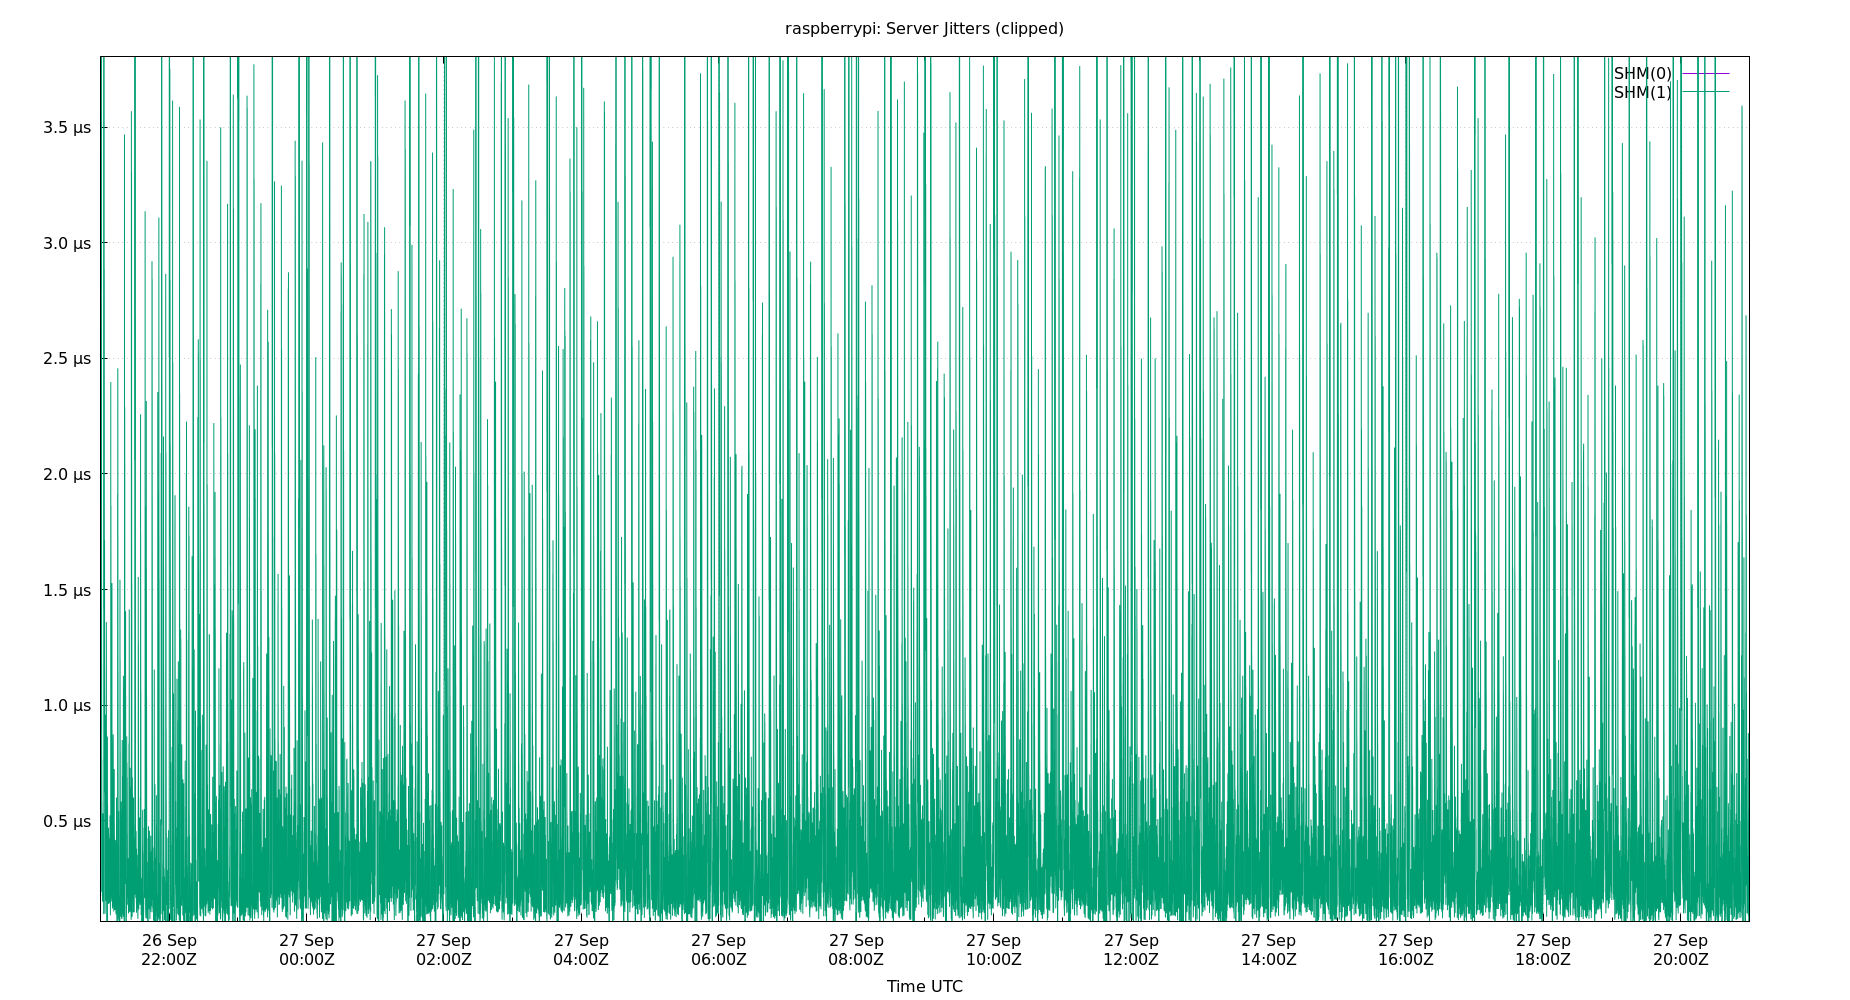 raspberrypi: Server Jitters (clipped)
SHM(0)
SHM(1)
3.5 µs
3.0 µs
2.5 µs
2.0 µs
1.5 µs
1.0 µs
0.5 µs
26 Sep 27 Sep 27 Sep 27 Sep 27 Sep 27 Sep 27 Sep 27 Sep 27 Sep 27 Sep 27 Sep 27 Sep
22:00Z 00:00Z 02:00Z 04:00Z 06:00Z 08:00Z 10:00Z 12:00Z 14:00Z 16:00Z 18:00Z 20:00Z
Time UTC